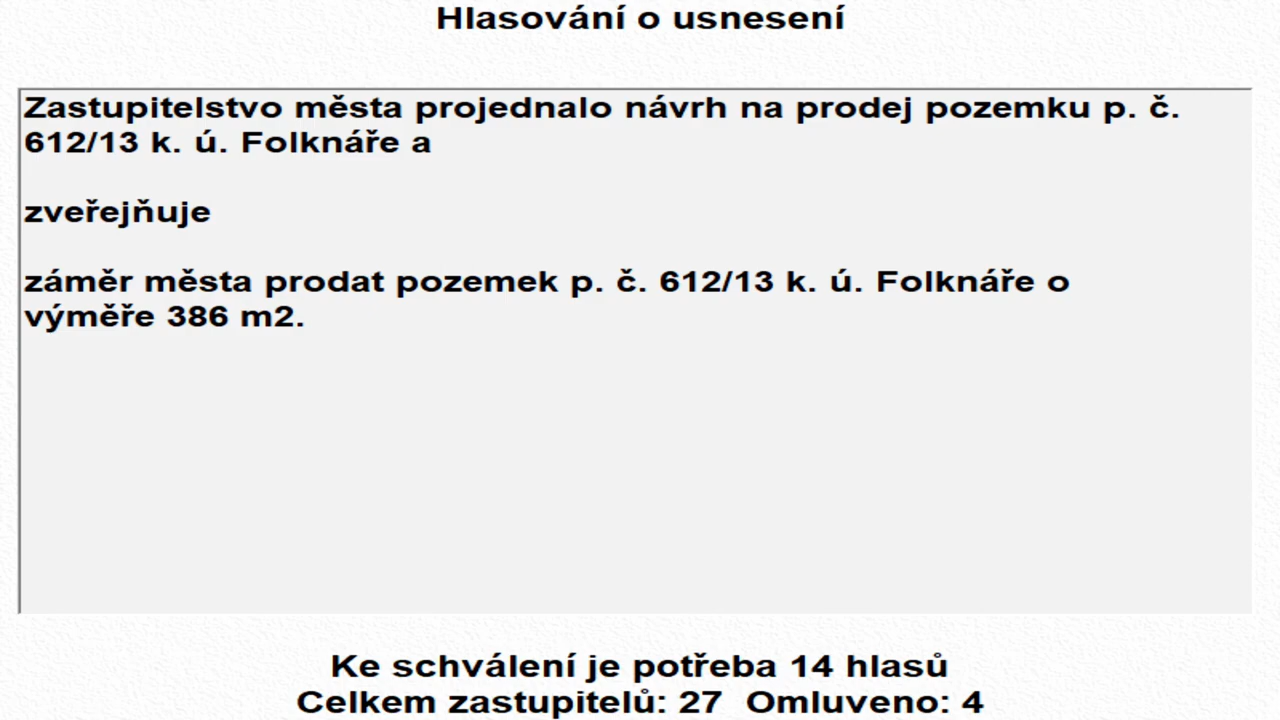 Hlasování o usnesení
Zastupitelstvo města projednalo návrh na prodej pozemku p. č.
612/13 k. ú. Folknáře a
zveřejňuje
záměr města prodat pozemek p. č. 612/13 k. ú. Folknáře o
výměře 386 m2.
Ke schválení je potřeba 14 hlasů
Celkem zastupitelů: 27 Omluveno: 4